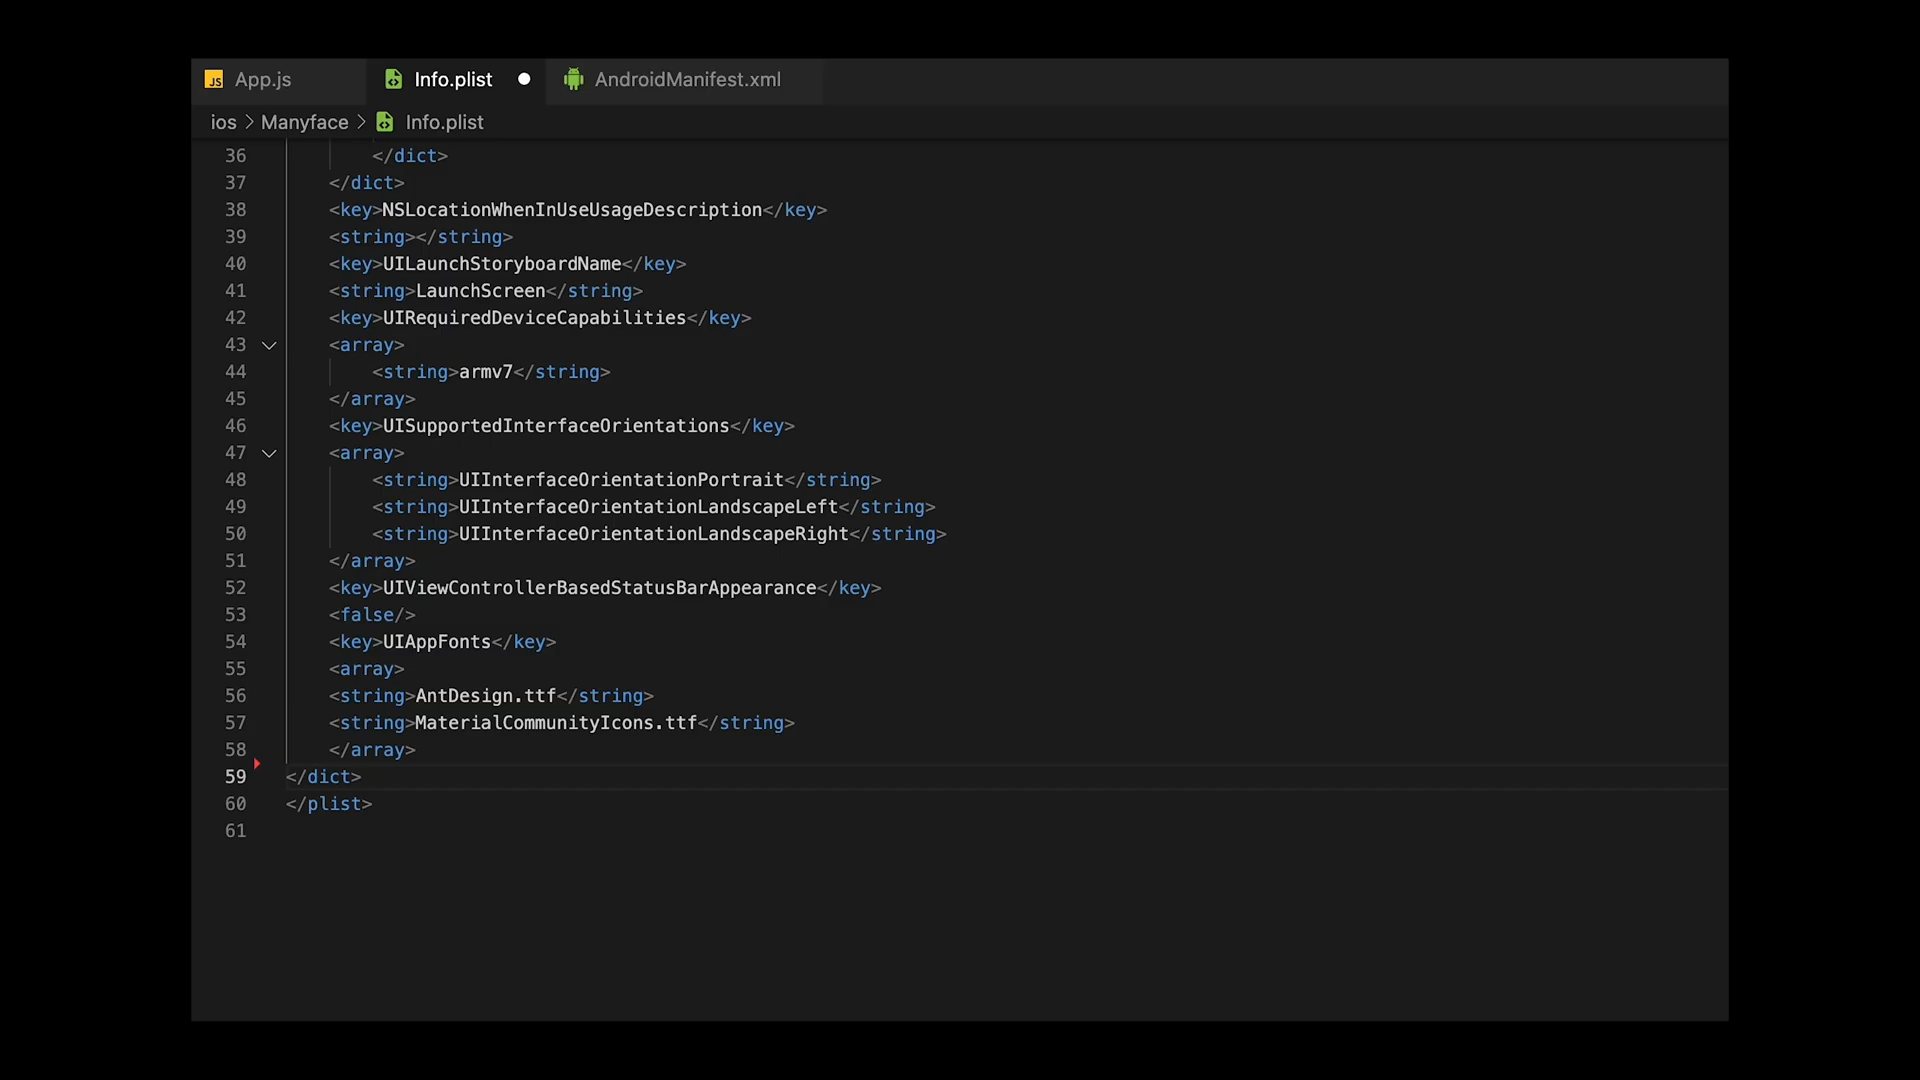 JS App.js Info.plist AndroidManifest.xml
ios > Manyface > Info.plist
36 </dict>
37 </dict>
38 <key>NSLocationWhenInUseUsageDescription</key>
39 <string></string>
40 <key>UILaunchStoryboardName</key>
41 <string>LaunchScreen</string>
42 <key>UIRequiredDeviceCapabilities</key>
43 <array>
44 <string>armv7</string>
45 </array>
46 <key>UISupportedInterfaceOrientations</key>
47 <array>
48 <string>UIInterfaceOrientationPortrait</string>
49 <string>UIInterfaceOrientationLandscapeLeft</string>
50 <string>UIInterfaceOrientationLandscapeRight</string>
51 </array>
52 <key>UIViewControllerBasedStatusBarAppearance</key>
53 <false/>
54 <key>UIAppFonts</key>
55 <array>
56 <string>AntDesign.ttf</string>
57 <string>MaterialCommunityIcons.ttf</string>
58 </array>
59 </dict>
60 </plist>
61